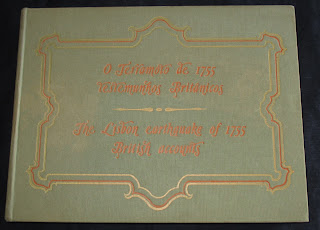 O Terramoto de 1755
Testemunhos Britânicos
The Lisbon earthquake of 1755
British accounts